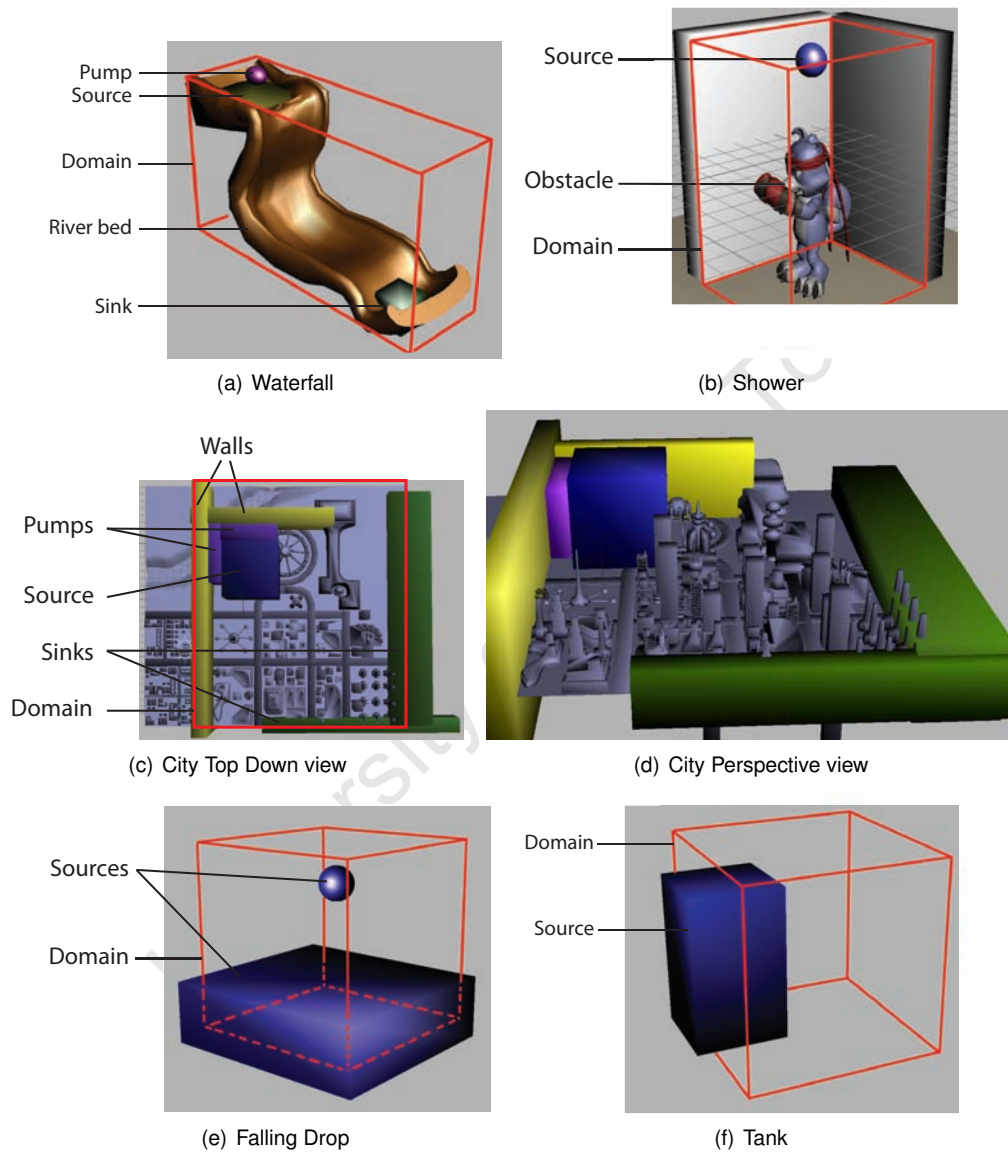 Pump
Source
Domain
River bed
Sink
(a) Waterfall
Source
Obstacle
Domain
(b) Shower
Walls
Pumps
Source
Sinks
Domain
(c) City Top Down view
(d) City Perspective view
Sources
Domain
(e) Falling Drop
Domain
Source
(f) Tank